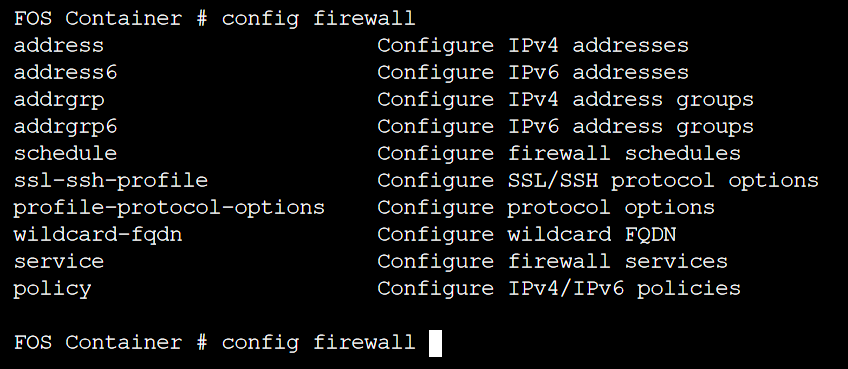 FOS Container # config firewall
address Configure IPv4 addresses
address6 Configure IPv6 addresses
addrgrp Configure IPv4 address groups
addrgrp6 Configure IPv6 address groups
schedule Configure firewall schedules
ssl-ssh-profile Configure SSL/SSH protocol options
profile-protocol-options Configure protocol options
wildcard-fqdn Configure wildcard FQDN
service Configure firewall services
policy Configure IPv4/IPv6 policies
FOS Container # config firewall